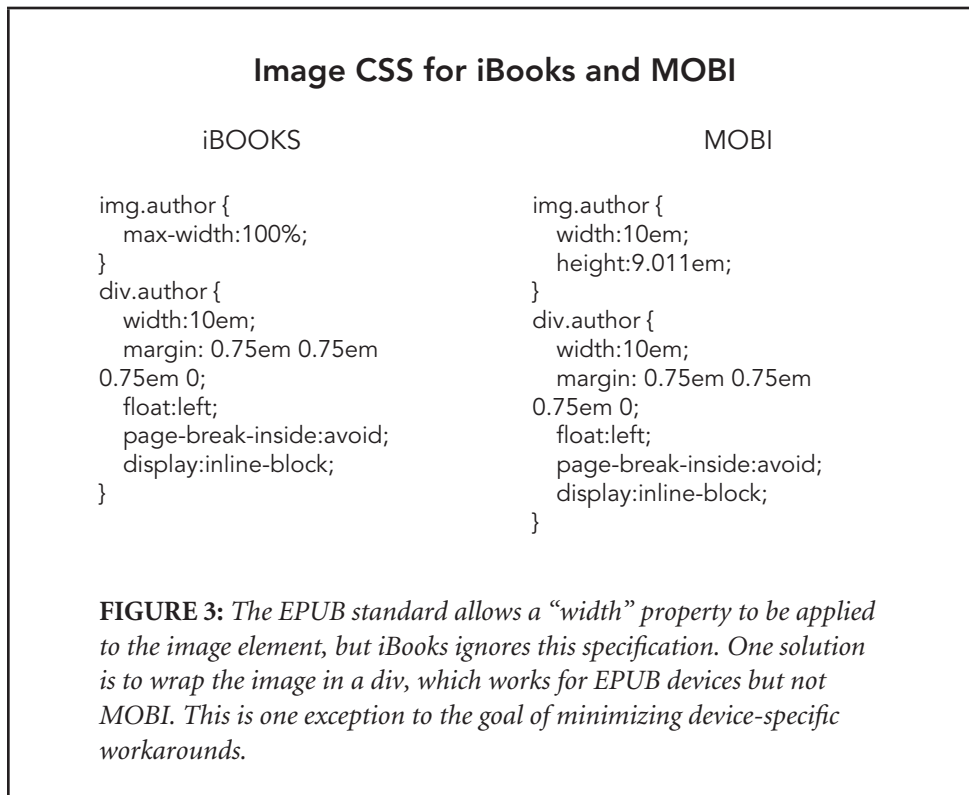 Image CSS for iBooks and MOBI
iBOOKS
img.author {
max-width:100%;
}
div.author {
width:10em;
margin: 0.75em 0.75em
0.75em 0;
float:left;
page-break-inside:avoid;
display:inline-block;
}
MOBI
img.author {
width:10em;
height:9.011em;
}
div.author {
width:10em;
margin: 0.75em 0.75em
0.75em 0;
float:left;
page-break-inside:avoid;
display:inline-block;
}
FIGURE 3: The EPUB standard allows a “width” property to be applied
to the image element, but iBooks ignores this specification. One solution
is to wrap the image in a div, which works for EPUB devices but not
MOBI. This is one exception to the goal of minimizing device-specific
workarounds.